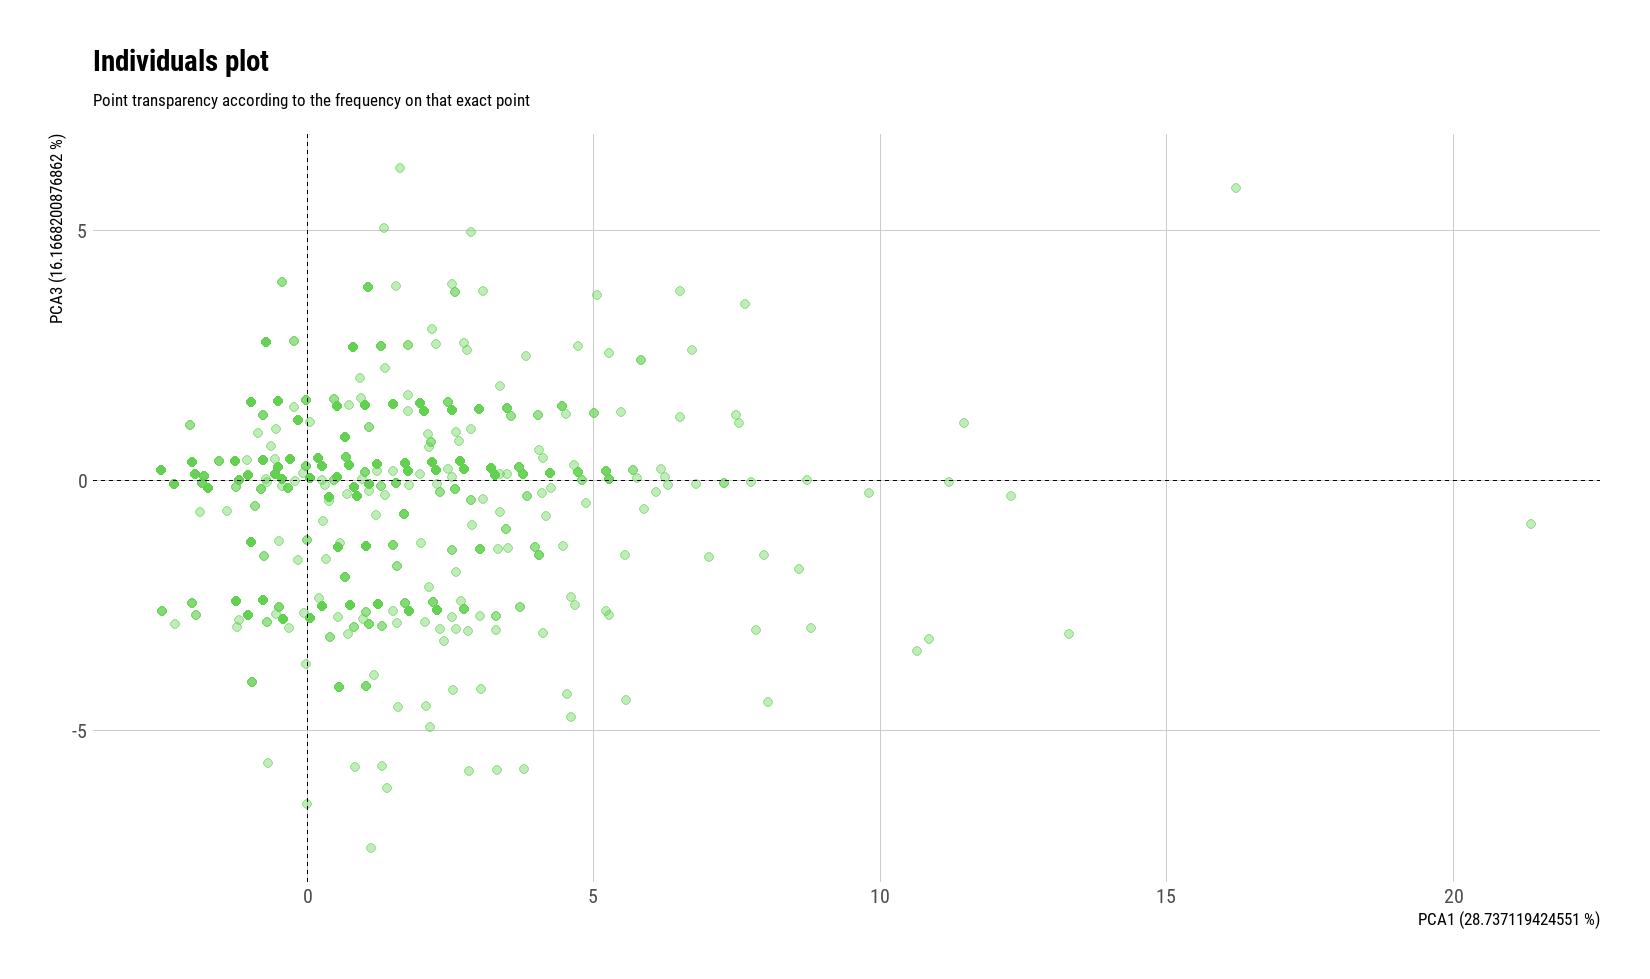 Individuals plot
Point transparency according to the frequency on that exact point
PCA3 (16.1668200876862 %)
5
0
-5
0
5
10
15
20
PCA1 (28.737119424551 %)